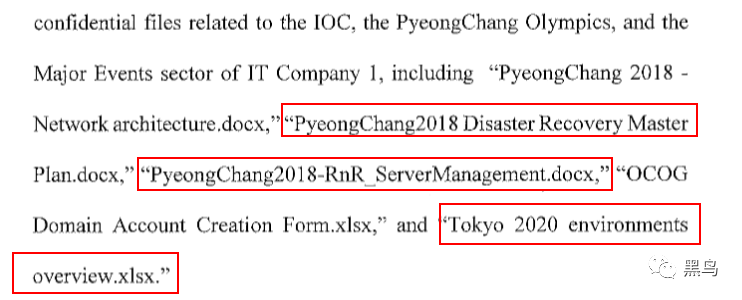 confidential files related to the IOC, the PyeongChang Olympics, and the
Major Events sector of IT Company 1, including “PyeongChang 2018 -
Network architecture.docx,” “PyeongChang2018 Disaster Recovery Master
Plan.docx,” “PyeongChang2018-RnR_ServerManagement.docx,” “OCOG
Domain Account Creation Form.xlsx,” and “Tokyo 2020 environments
overview.xlsx.”
黑鸟